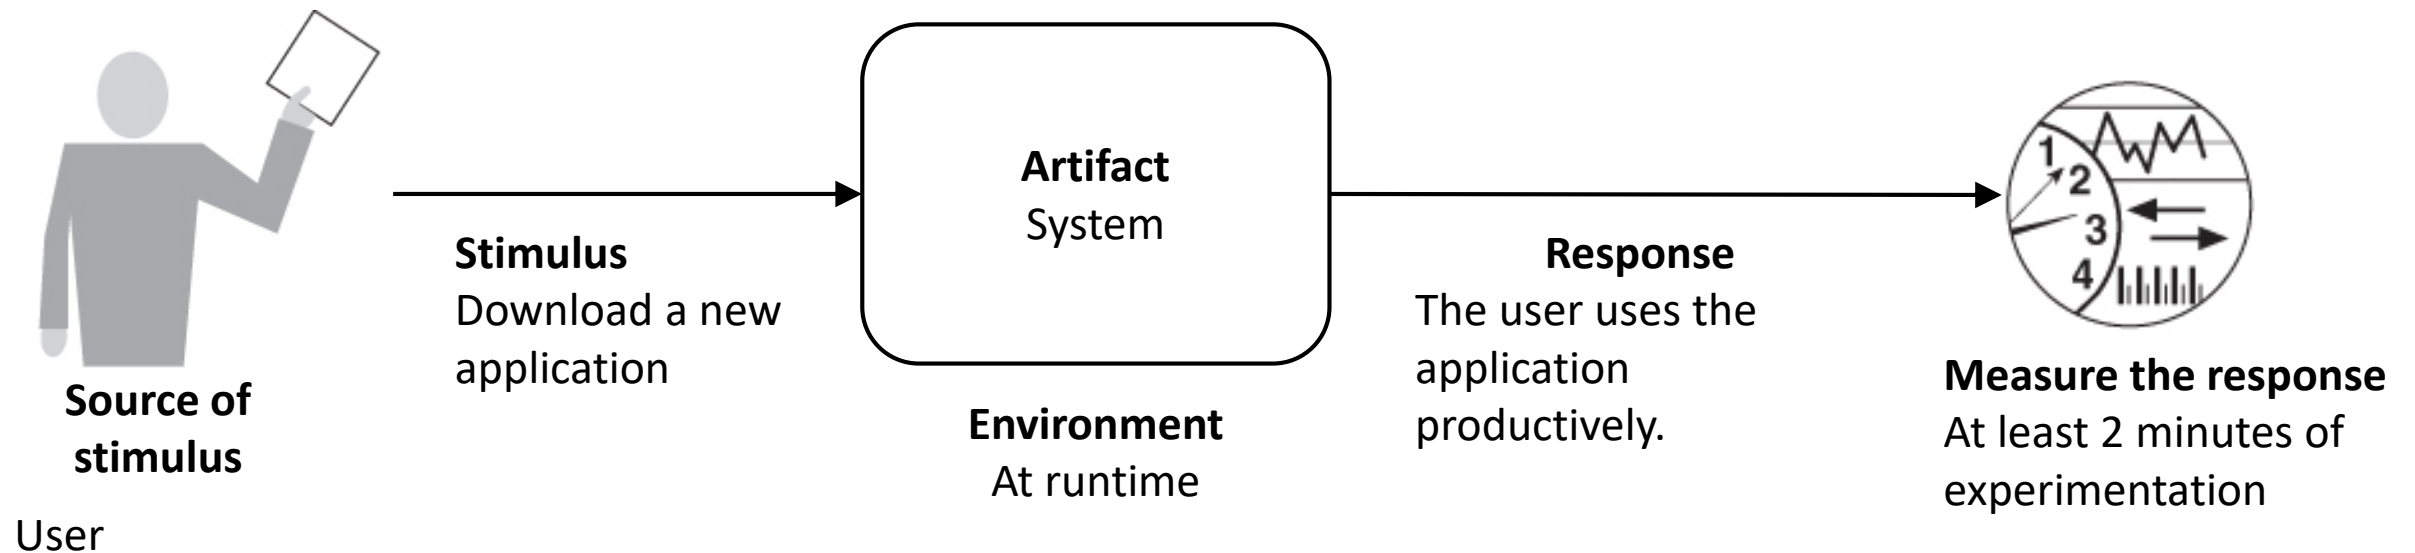 Source of
stimulus
User
Stimulus
Download a new
application
Artifact
System
Environment
At runtime
Response
The user uses the
application
productively.
1
2
3
4
Measure the response
At least 2 minutes of
experimentation